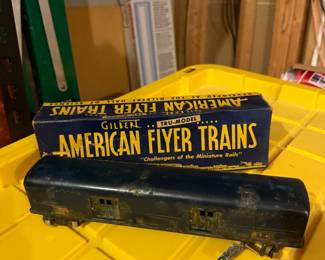 AMERICAN FLYER TRAINS
GILBERT TRU-MODEL
AMERICAN FLYER TRAINS
"Challengers of the Miniature Rails"